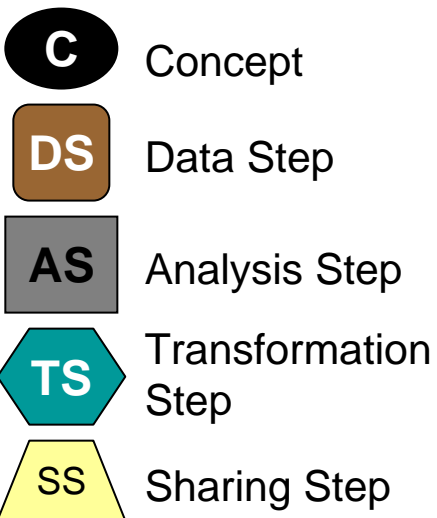 C Concept
DS Data Step
AS Analysis Step
TS Transformation
Step
SS Sharing Step